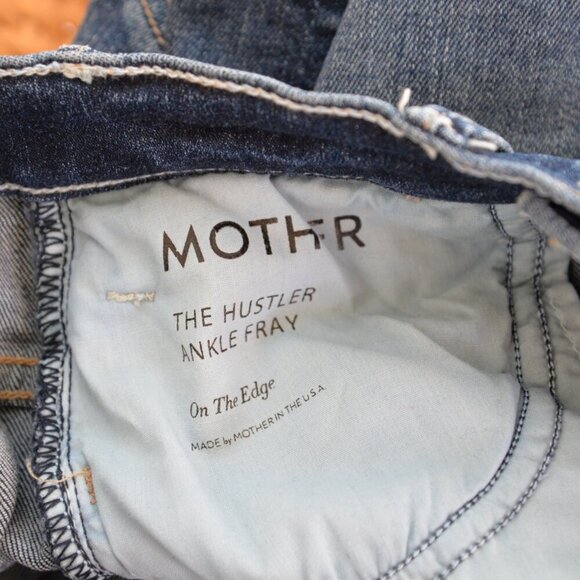 MOTHER
THE HUSTLER
ANKLE FRAY
On The Edge
MADE by MOTHER IN THE U.S.A.